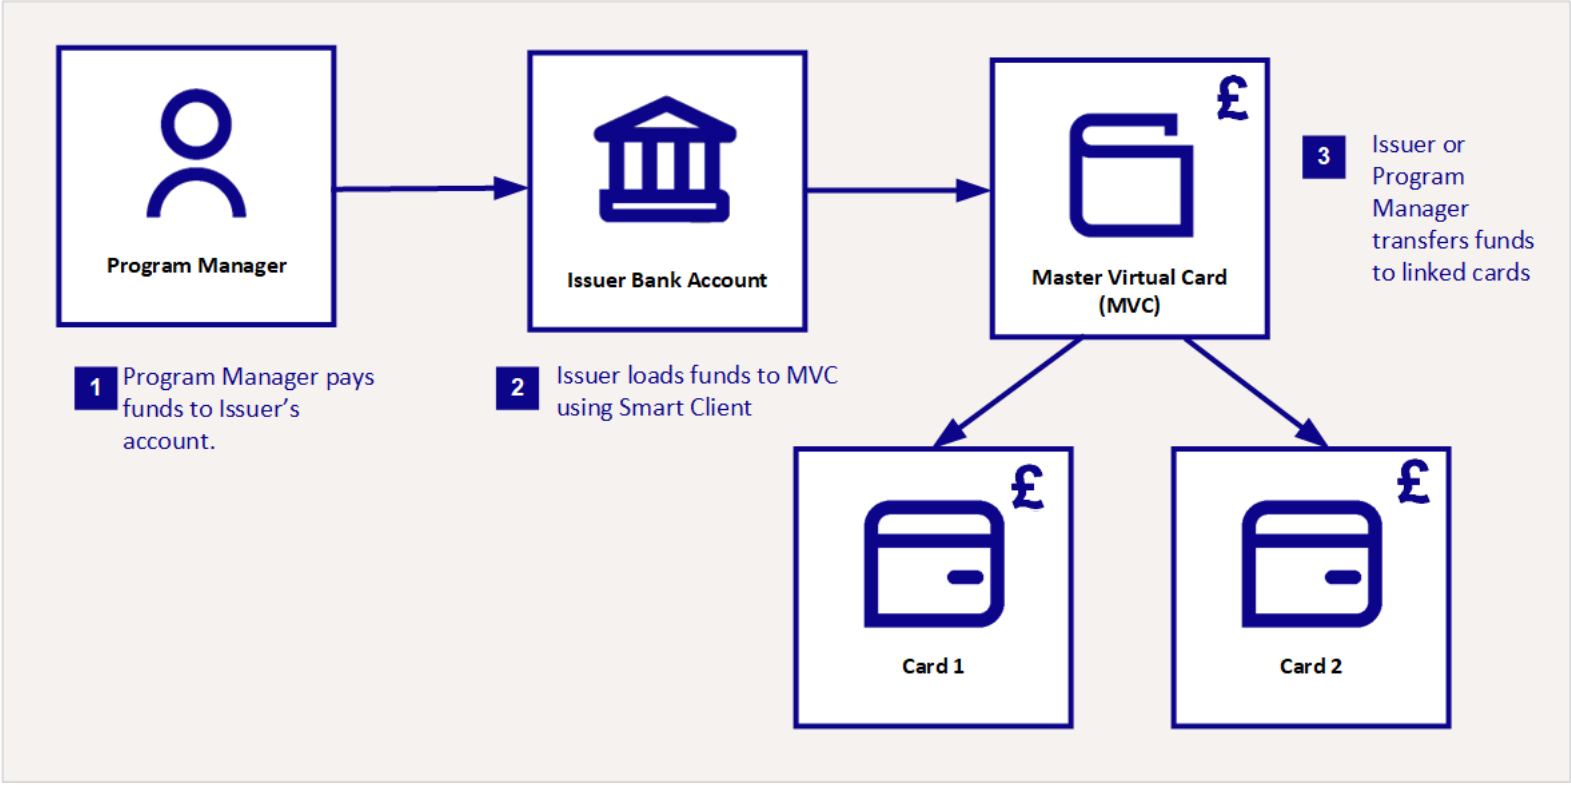 Program Manager
1
Program Manager pays
funds to Issuer’s
account.
Issuer Bank Account
2
Issuer loads funds to MVC
using Smart Client
£
Master Virtual Card
(MVC)
3
Issuer or
Program
Manager
transfers funds
to linked cards
£
Card 1
£
Card 2